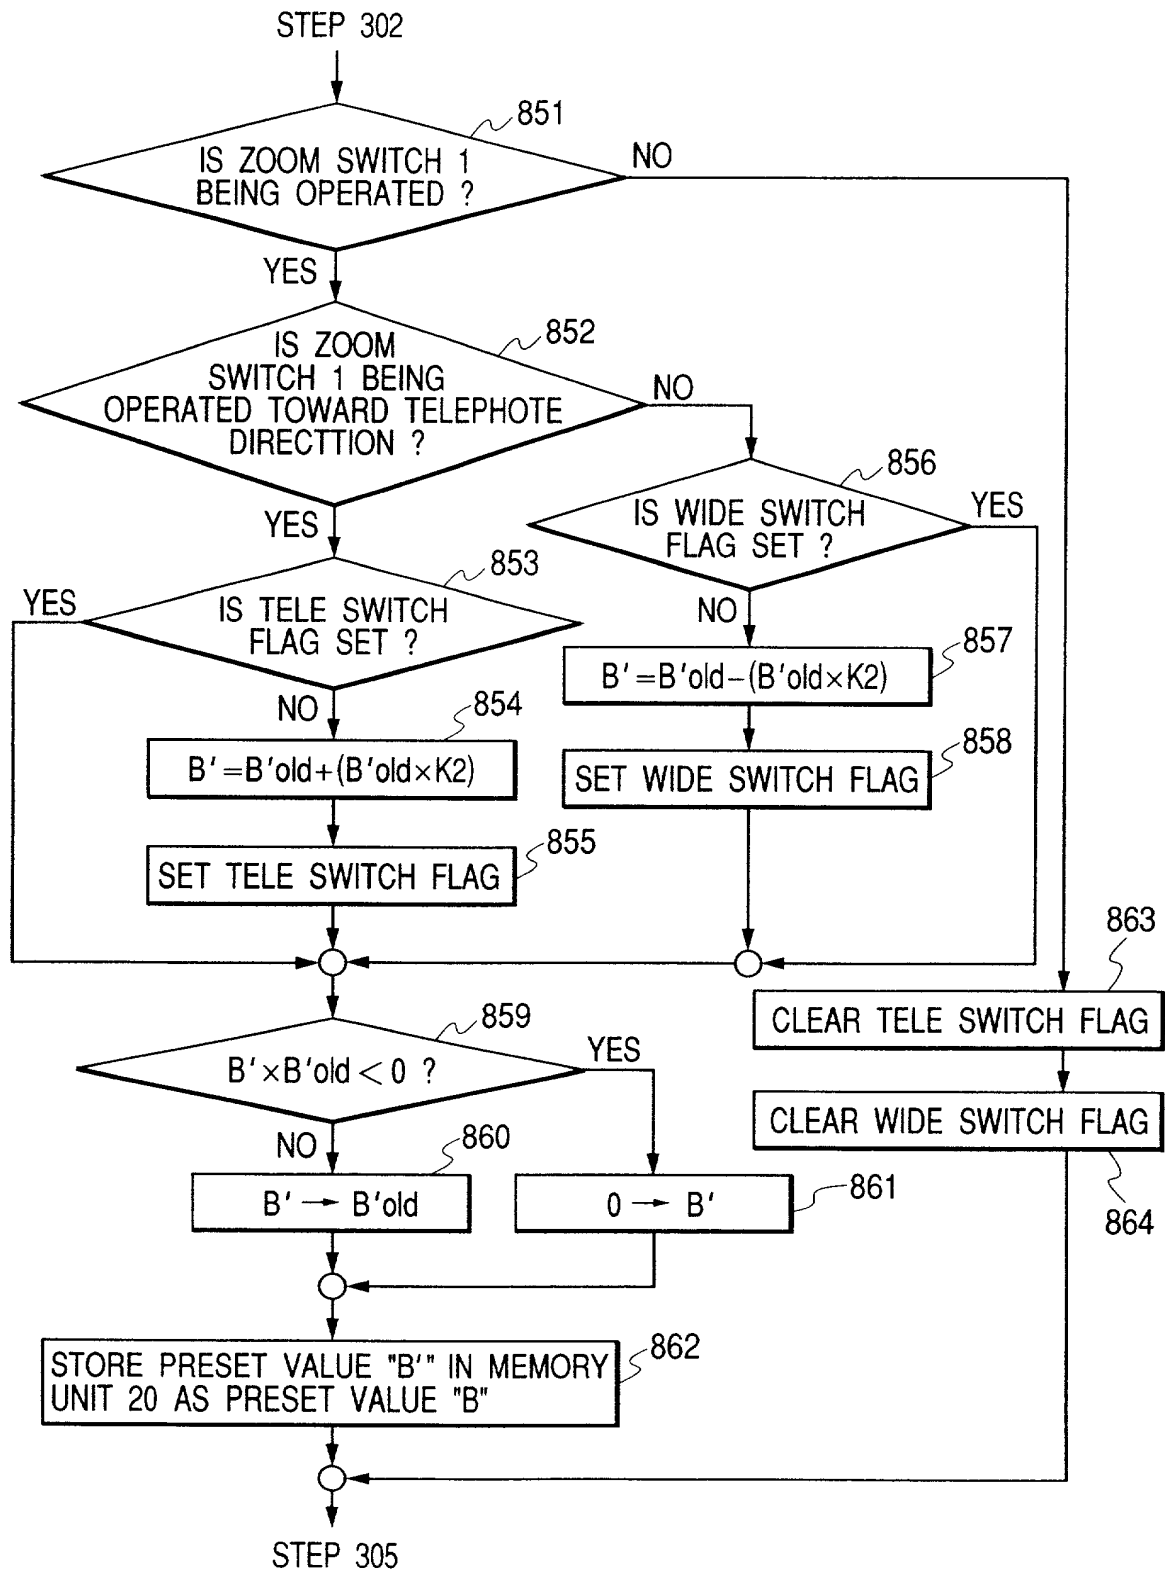 STEP 302
851
IS ZOOM SWITCH 1
BEING OPERATED ?
NO
YES
852
IS ZOOM
SWITCH 1 BEING
OPERATED TOWARD TELEPHOTE
DIRECTTION ?
NO
YES
856
IS WIDE SWITCH
FLAG SET ?
YES
NO
853
IS TELE SWITCH
FLAG SET ?
YES
NO
857
B'=B'old-(B'old×K2)
854
B'=B'old+(B'old×K2)
858
SET WIDE SWITCH FLAG
855
SET TELE SWITCH FLAG
863
CLEAR TELE SWITCH FLAG
859
B'×B'old<0 ?
YES
NO
CLEAR WIDE SWITCH FLAG
864
860
B' → B'old
861
0 → B'
862
STORE PRESET VALUE "B'" IN MEMORY
UNIT 20 AS PRESET VALUE "B"
STEP 305